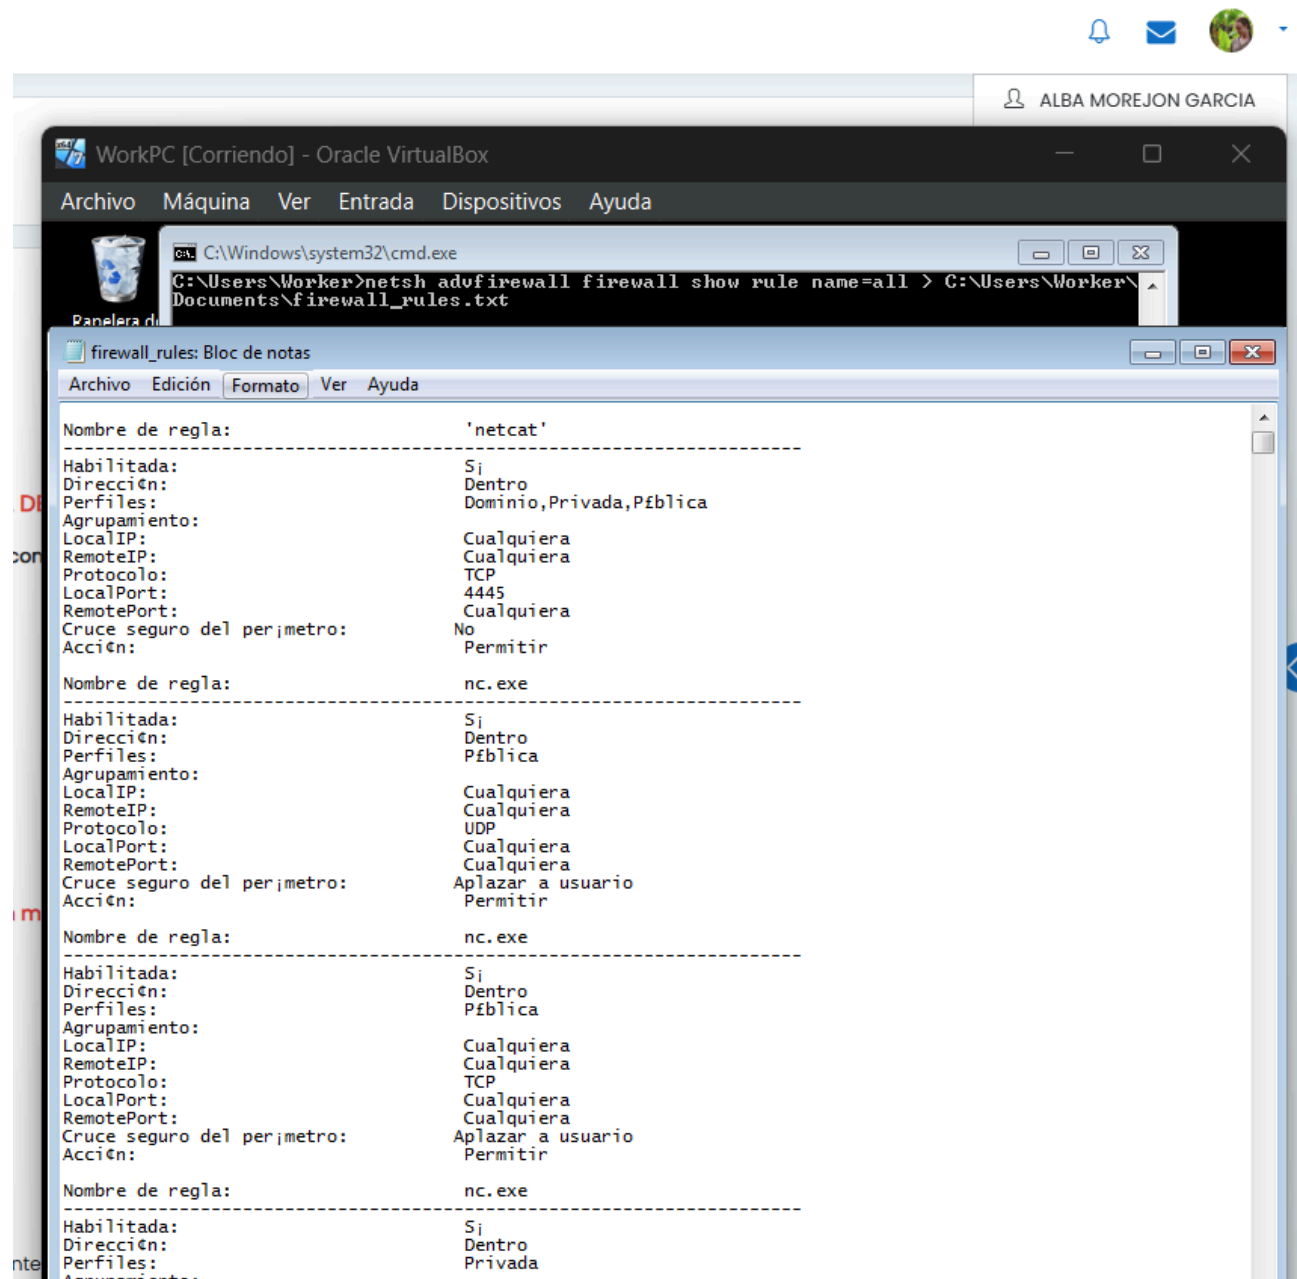 ALBA MOREJON GARCIA
WorkPC [Corriendo] - Oracle VirtualBox
Archivo Máquina Ver Entrada Dispositivos Ayuda
C:\Windows\system32\cmd.exe
C:\Users\Worker>netsh advfirewall firewall show rule name=all > C:\Users\Worker\
Documents\firewall_rules.txt
firewall_rules: Bloc de notas
Archivo Edición Formato Ver Ayuda
Nombre de regla: 'netcat'
----------------------------------------------------------------------
Habilitada: S¡
Direcci¢n: Dentro
Perfiles: Dominio,Privada,P£blica
Agrupamiento:
LocalIP: Cualquiera
RemoteIP: Cualquiera
Protocolo: TCP
LocalPort: 4445
RemotePort: Cualquiera
Cruce seguro del per¡metro: No
Acci¢n: Permitir
Nombre de regla: nc.exe
----------------------------------------------------------------------
Habilitada: S¡
Direcci¢n: Dentro
Perfiles: P£blica
Agrupamiento:
LocalIP: Cualquiera
RemoteIP: Cualquiera
Protocolo: UDP
LocalPort: Cualquiera
RemotePort: Cualquiera
Cruce seguro del per¡metro: Aplazar a usuario
Acci¢n: Permitir
Nombre de regla: nc.exe
----------------------------------------------------------------------
Habilitada: S¡
Direcci¢n: Dentro
Perfiles: P£blica
Agrupamiento:
LocalIP: Cualquiera
RemoteIP: Cualquiera
Protocolo: TCP
LocalPort: Cualquiera
RemotePort: Cualquiera
Cruce seguro del per¡metro: Aplazar a usuario
Acci¢n: Permitir
Nombre de regla: nc.exe
----------------------------------------------------------------------
Habilitada: S¡
Direcci¢n: Dentro
Perfiles: Privada